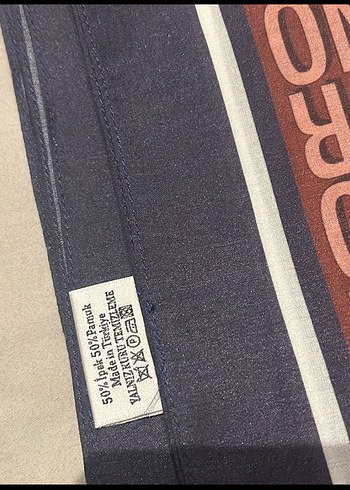 50% İpek 50% Pamuk
Made in Türkiye
YALNIZ KURU TEMİZLEME